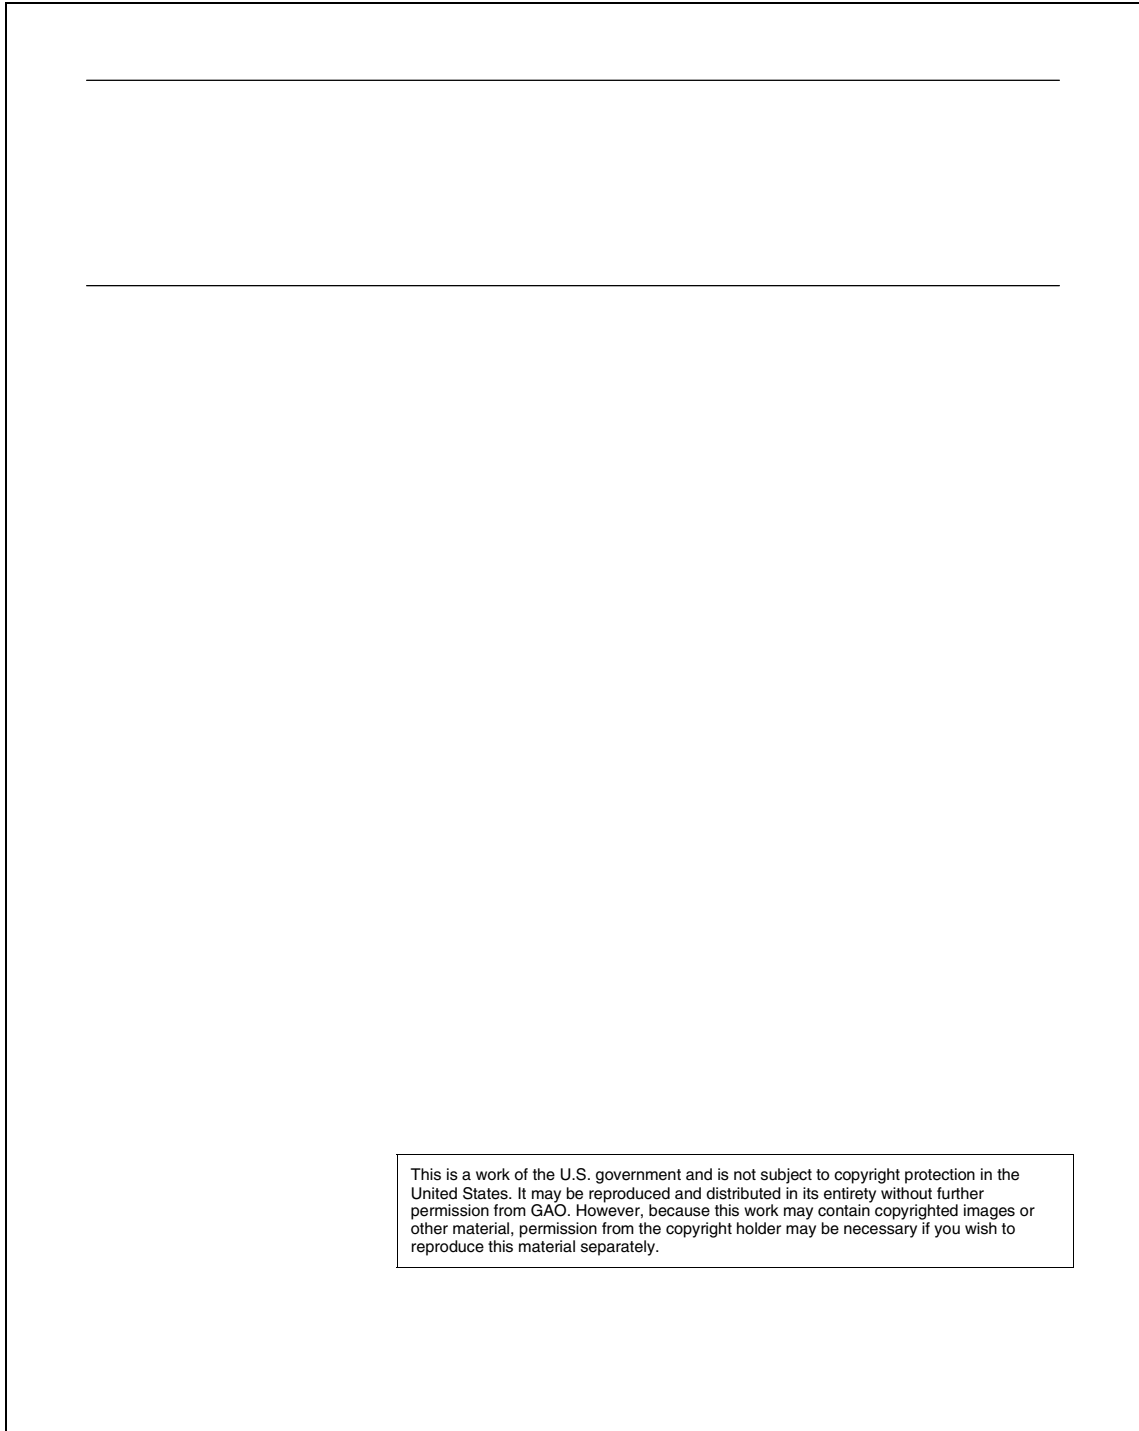 This is a work of the U.S. government and is not subject to copyright protection in the
United States. It may be reproduced and distributed in its entirety without further
permission from GAO. However, because this work may contain copyrighted images or
other material, permission from the copyright holder may be necessary if you wish to
reproduce this material separately.